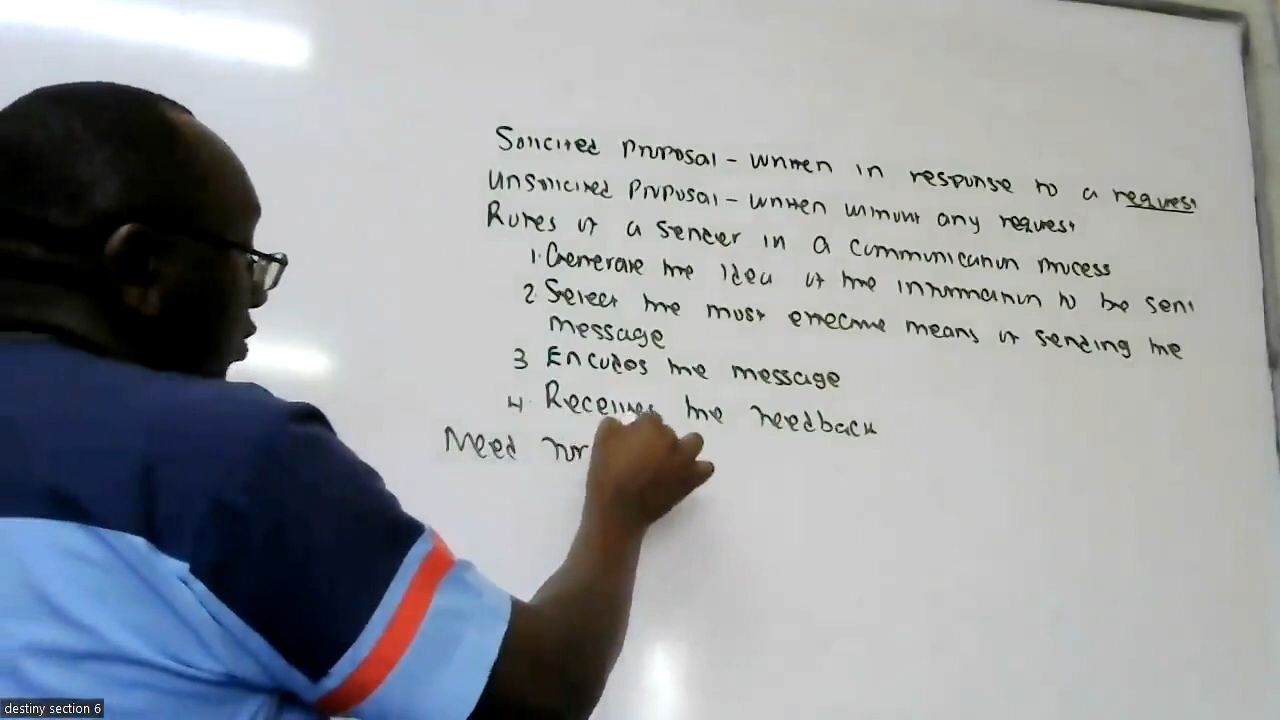 Solicited Proposal - written in response to a request
Unsolicited Proposal - written without any request
Roles of a sender in a communication process
1. Generate the idea of the information to be sent
2. Select the most effective means of sending the
message
3 Encodes the message
4. Receives the feedback
Need for
destiny section 6